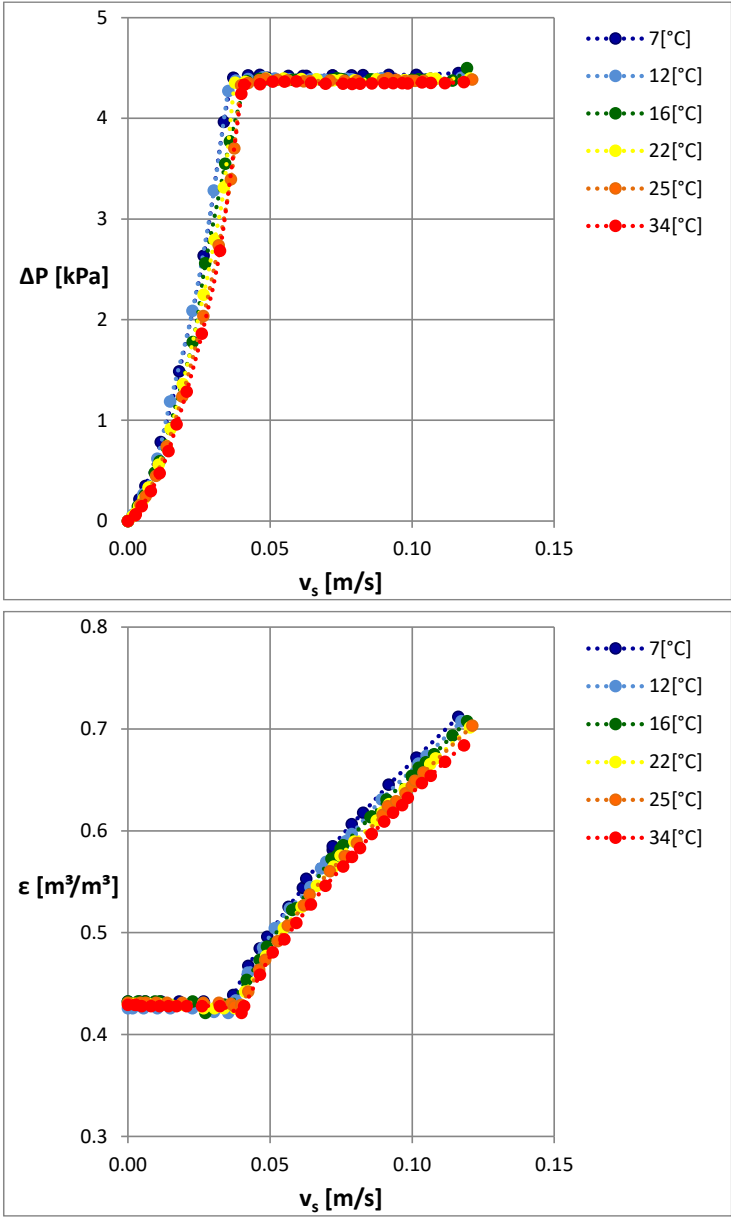 5
4
3
2
1
0
ΔP [kPa]
0.00 0.05 0.10 0.15
vₛ [m/s]
7[°C]
12[°C]
16[°C]
22[°C]
25[°C]
34[°C]
0.8
0.7
0.6
0.5
0.4
0.3
ε [m³/m³]
0.00 0.05 0.10 0.15
vₛ [m/s]
7[°C]
12[°C]
16[°C]
22[°C]
25[°C]
34[°C]